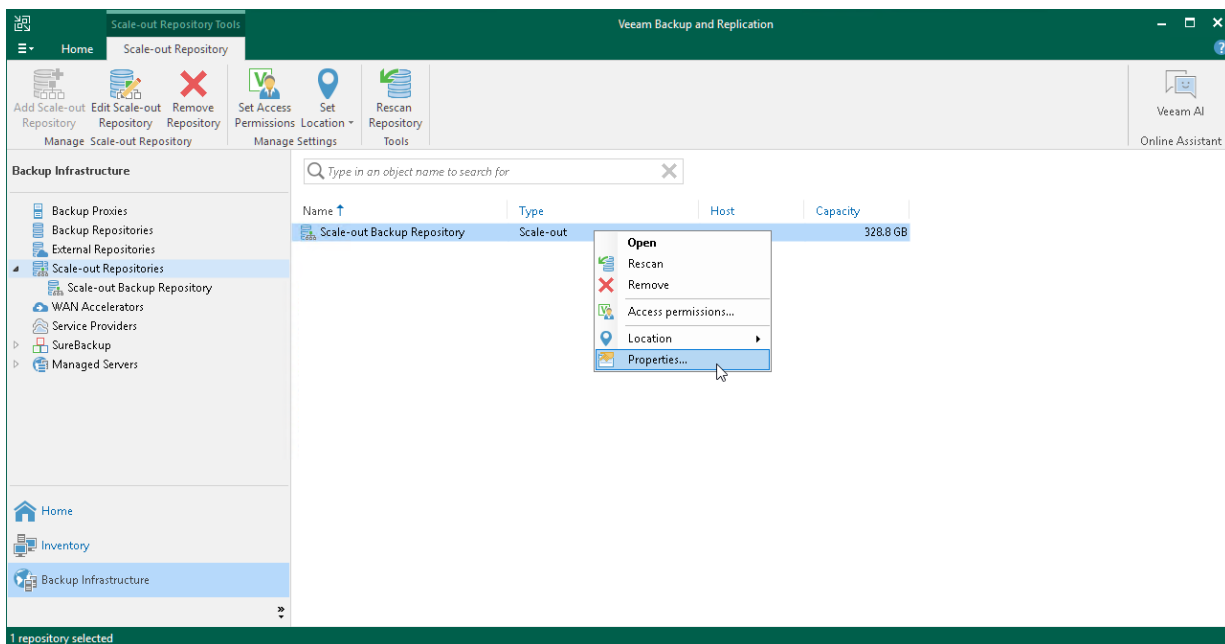 Scale-out Repository Tools
Veeam Backup and Replication
Home
Scale-out Repository
?
Add Scale-out Repository
Edit Scale-out Repository
Remove Repository
Manage Scale-out Repository
Set Access Permissions
Set Location
Manage Settings
Rescan Repository
Tools
Veeam AI
Online Assistant
Backup Infrastructure
Backup Proxies
Backup Repositories
External Repositories
Scale-out Repositories
Scale-out Backup Repository
WAN Accelerators
Service Providers
SureBackup
Managed Servers
Home
Inventory
Backup Infrastructure
Type in an object name to search for
Name Type Host Capacity
Scale-out Backup Repository Scale-out 328.8 GB
Open
Rescan
Remove
Access permissions...
Location
Properties...
1 repository selected